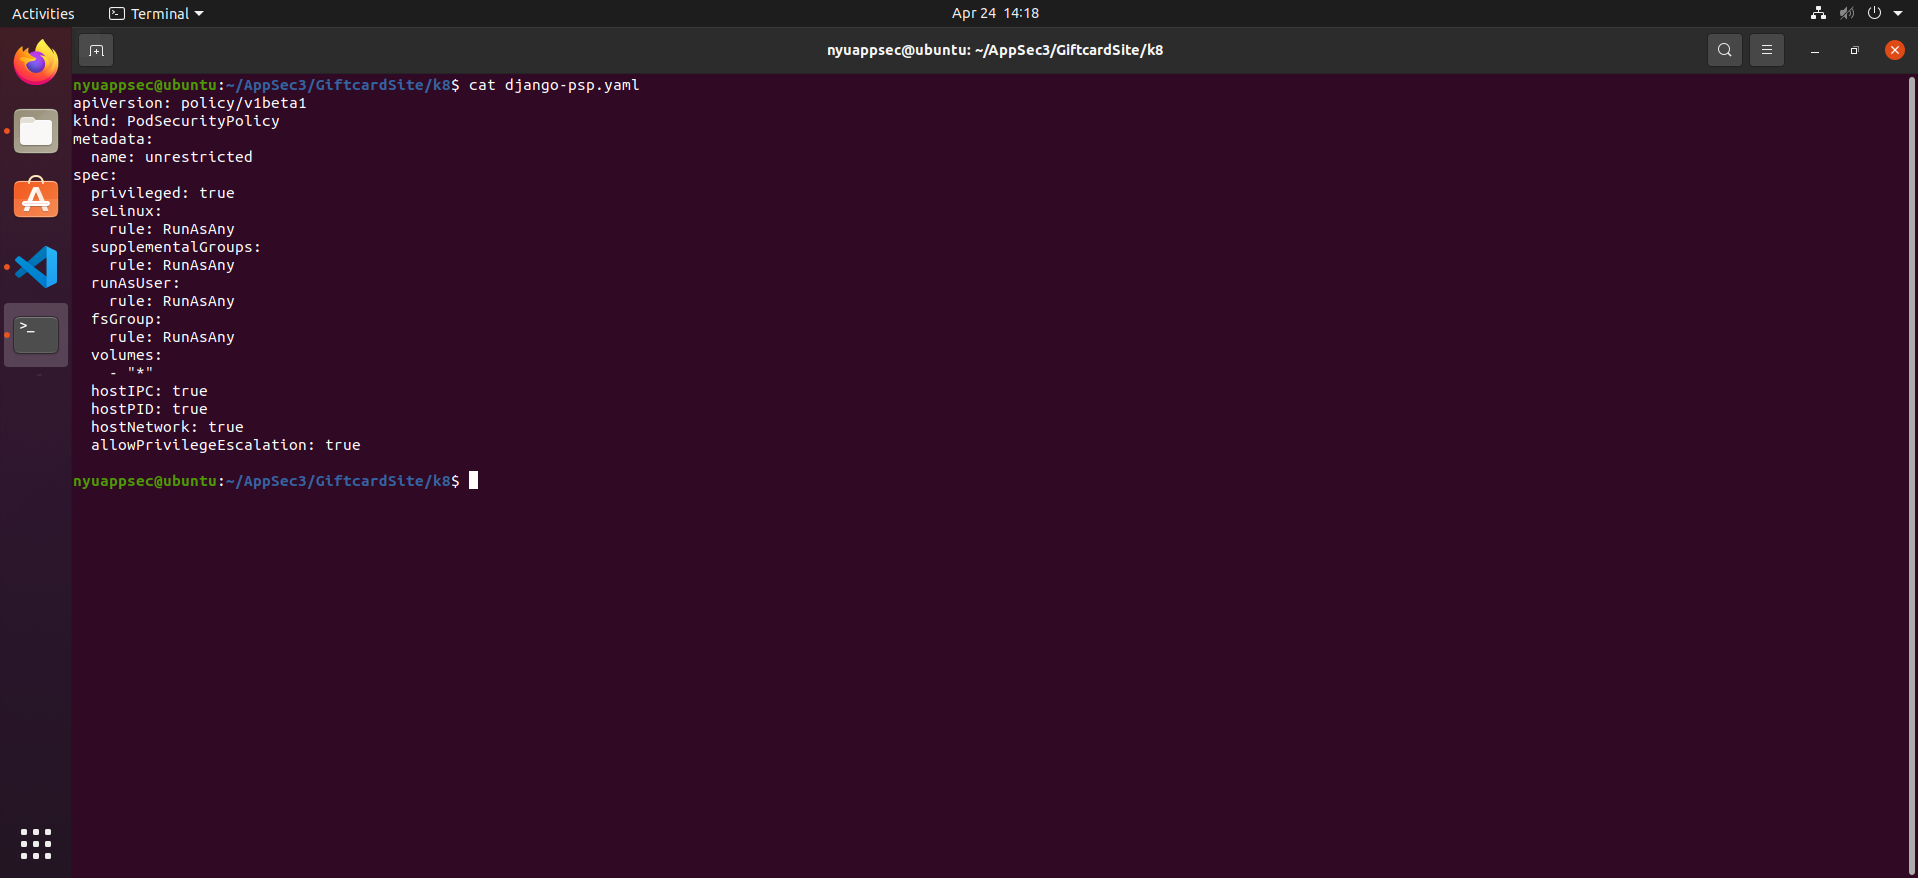 Activities
Terminal
Apr 24 14:18
nyuappsec@ubuntu: ~/AppSec3/GiftcardSite/k8
nyuappsec@ubuntu:~/AppSec3/GiftcardSite/k8$ cat django-psp.yaml
apiVersion: policy/v1beta1
kind: PodSecurityPolicy
metadata:
  name: unrestricted
spec:
  privileged: true
  seLinux:
    rule: RunAsAny
  supplementalGroups:
    rule: RunAsAny
  runAsUser:
    rule: RunAsAny
  fsGroup:
    rule: RunAsAny
  volumes:
    - "*"
  hostIPC: true
  hostPID: true
  hostNetwork: true
  allowPrivilegeEscalation: true
nyuappsec@ubuntu:~/AppSec3/GiftcardSite/k8$